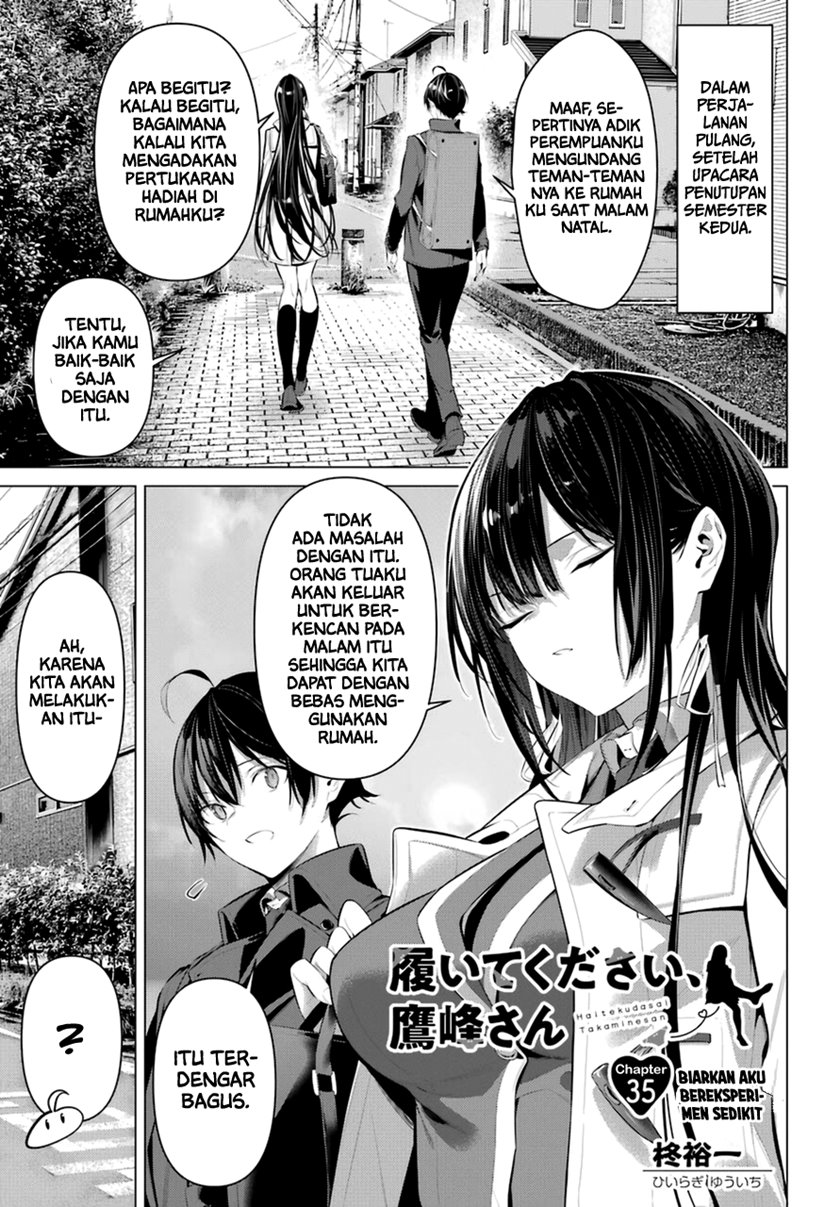 DALAM
PERJA-
LANAN
PULANG,
SETELAH
UPACARA
PENUTUPAN
SEMESTER
KEDUA.
MAAF, SE-
PERTINYA ADIK
PEREMPUANKU
MENGUNDANG
TEMAN-TEMAN
NYA KE RUMAH
KU SAAT MALAM
NATAL.
APA BEGITU?
KALAU BEGITU,
BAGAIMANA
KALAU KITA
MENGADAKAN
PERTUKARAN
HADIAH DI
RUMAHKU?
TENTU,
JIKA KAMU
BAIK-BAIK
SAJA
DENGAN
ITU.
TIDAK
ADA MASALAH
DENGAN ITU.
ORANG TUAKU
AKAN KELUAR
UNTUK BER-
KENCAN PADA
MALAM ITU
SEHINGGA KITA
DAPAT DENGAN
BEBAS MENG-
GUNAKAN
RUMAH.
ITU TER-
DENGAR
BAGUS.
履いてください、
鷹峰さん
Haitekudasai
Takaminesan
Chapter
35
BIARKAN AKU
BEREKSPERI-
MEN SEDIKIT
柊裕一
ひいらぎゆういち
AH,
KARENA
KITA AKAN
MELAKUK-
AN ITU-
?